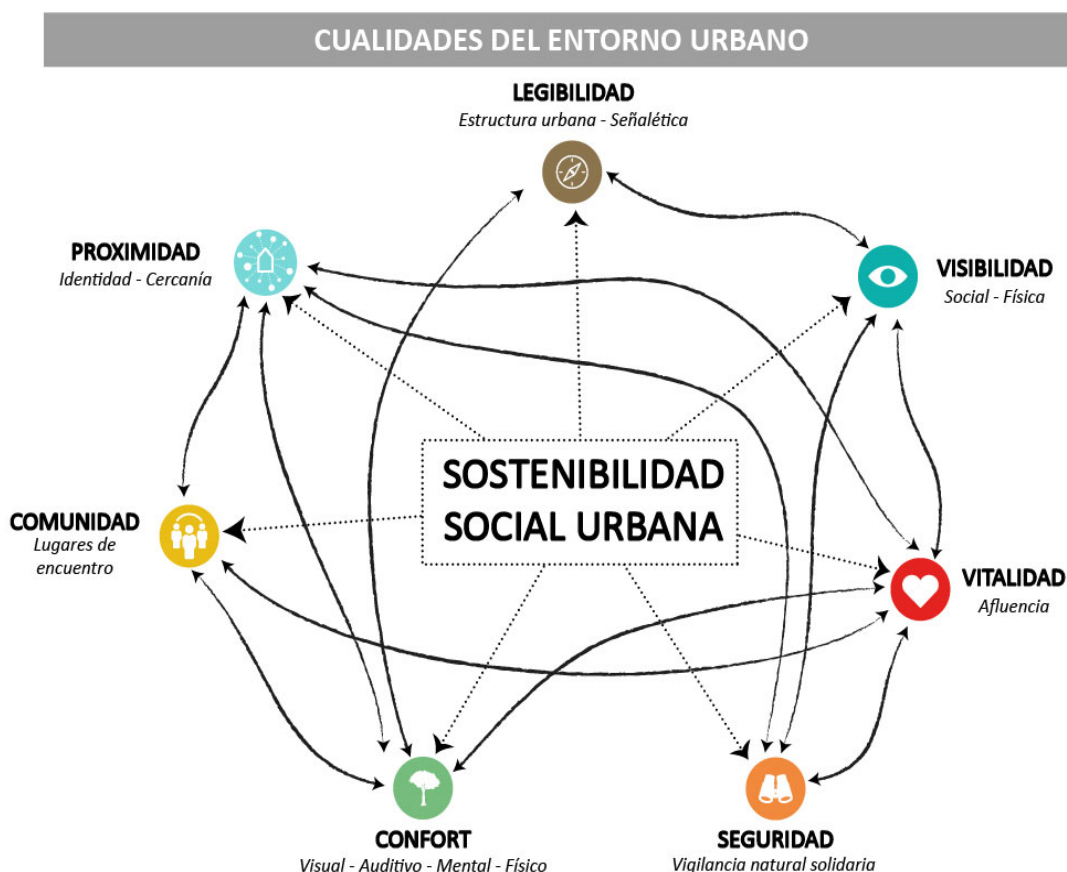 CUALIDADES DEL ENTORNO URBANO
LEGIBILIDAD
Estructura urbana - Señalética
PROXIMIDAD
Identidad - Cercanía
VISIBILIDAD
Social - Física
SOSTENIBILIDAD
SOCIAL URBANA
COMUNIDAD
Lugares de
encuentro
VITALIDAD
Afluencia
CONFORT
Visual - Auditivo - Mental - Físico
SEGURIDAD
Vigilancia natural solidaria